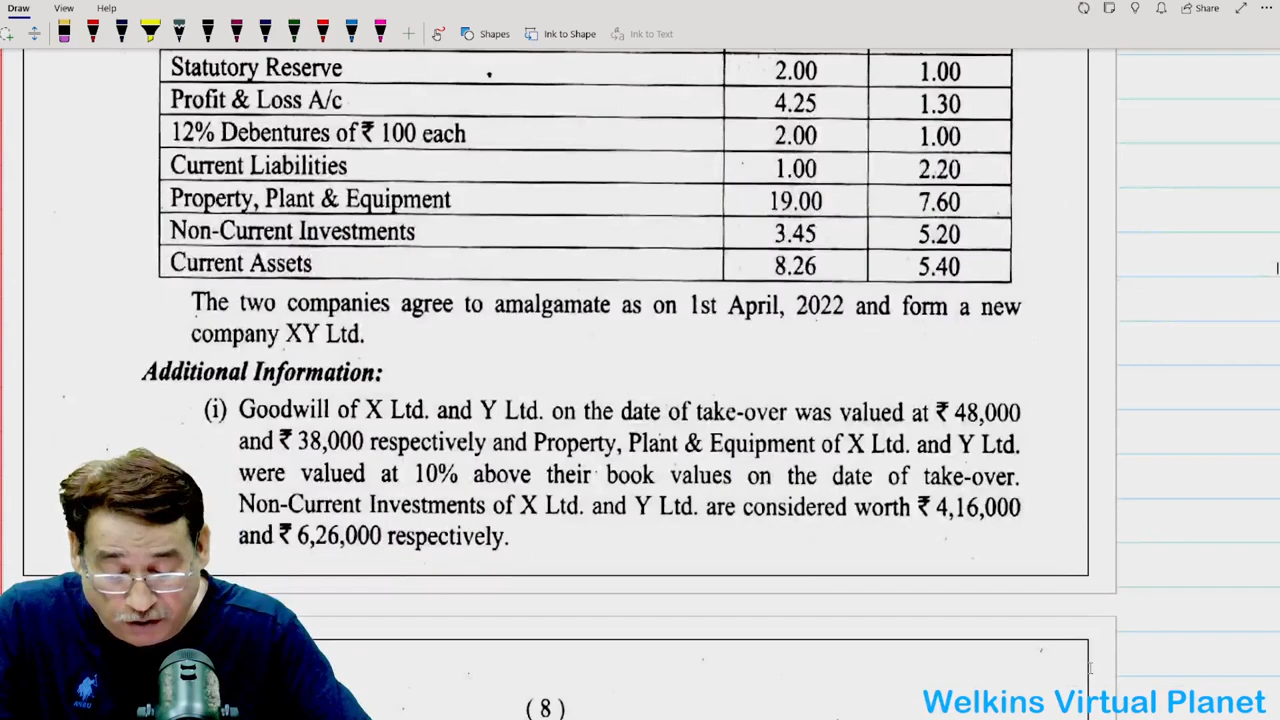 Draw View Help Share
Shapes Ink to Shape Ink to Text
Statutory Reserve 2.00 1.00
Profit & Loss A/c 4.25 1.30
12% Debentures of ₹ 100 each 2.00 1.00
Current Liabilities 1.00 2.20
Property, Plant & Equipment 19.00 7.60
Non-Current Investments 3.45 5.20
Current Assets 8.26 5.40
The two companies agree to amalgamate as on 1st April, 2022 and form a new
company XY Ltd.
Additional Information:
(i) Goodwill of X Ltd. and Y Ltd. on the date of take-over was valued at ₹ 48,000
and ₹ 38,000 respectively and Property, Plant & Equipment of X Ltd. and Y Ltd.
were valued at 10% above their book values on the date of take-over.
Non-Current Investments of X Ltd. and Y Ltd. are considered worth ₹ 4,16,000
and ₹ 6,26,000 respectively.
(8)
Welkins Virtual Planet